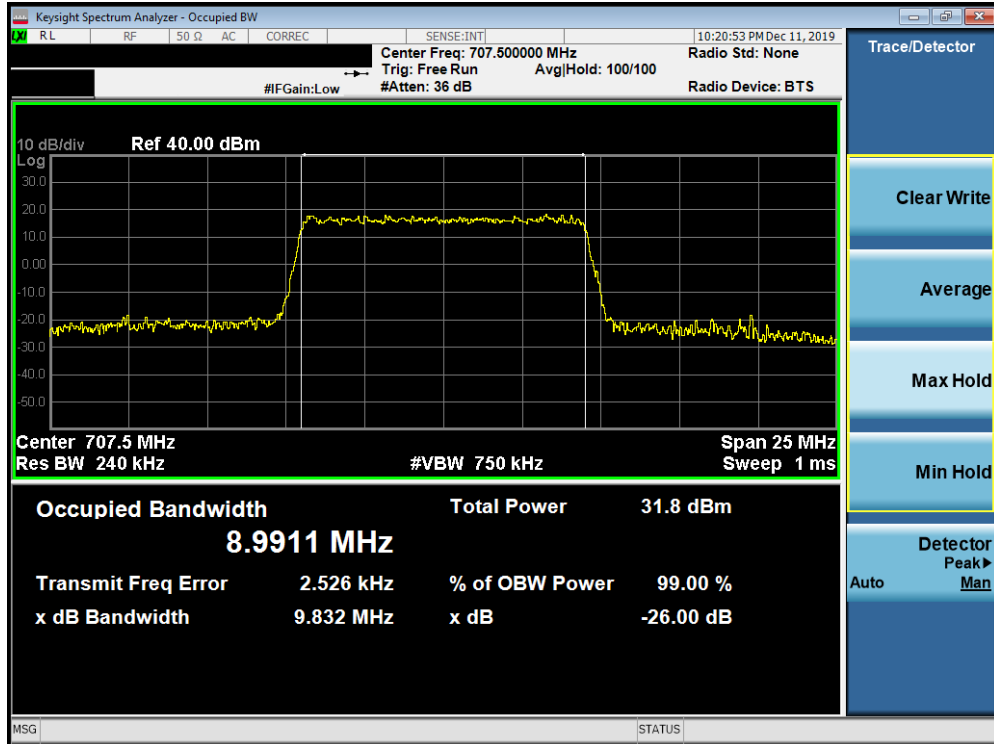 Keysight Spectrum Analyzer - Occupied BW
LXI RL RF 50 Ω AC CORREC SENSE:INT 10:20:53 PM Dec 11, 2019
Center Freq: 707.500000 MHz Radio Std: None
Trig: Free Run Avg|Hold: 100/100
#IFGain:Low #Atten: 36 dB Radio Device: BTS
10 dB/div Ref 40.00 dBm
Log
30.0
20.0
10.0
0.00
-10.0
-20.0
-30.0
-40.0
-50.0
Center 707.5 MHz Span 25 MHz
Res BW 240 kHz #VBW 750 kHz Sweep 1 ms
Occupied Bandwidth Total Power 31.8 dBm
8.9911 MHz
Transmit Freq Error 2.526 kHz % of OBW Power 99.00 %
x dB Bandwidth 9.832 MHz x dB -26.00 dB
MSG STATUS
Trace/Detector
Clear Write
Average
Max Hold
Min Hold
Detector
Peak▶
Auto Man